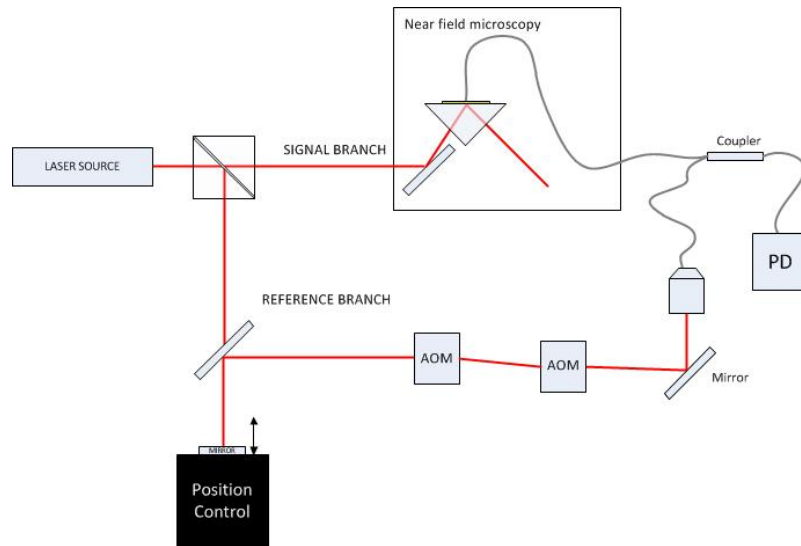 Near field microscopy
LASER SOURCE
SIGNAL BRANCH
Coupler
PD
REFERENCE BRANCH
AOM
AOM
Mirror
MIRROR
Position
Control